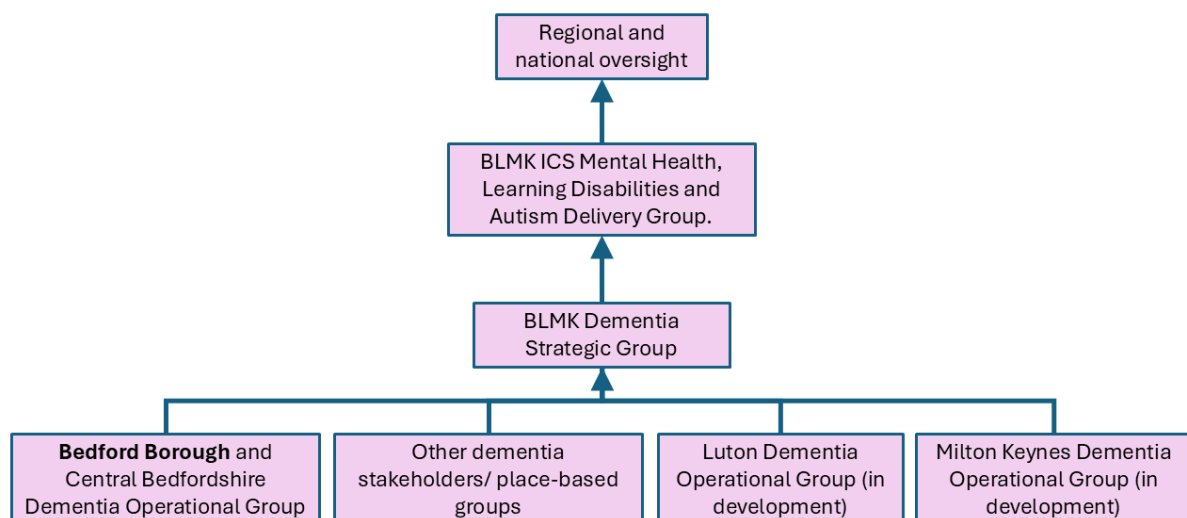 Regional and
national oversight
BLMK ICS Mental Health,
Learning Disabilities and
Autism Delivery Group.
BLMK Dementia
Strategic Group
Bedford Borough and
Central Bedfordshire
Dementia Operational Group
Other dementia
stakeholders/ place-based
groups
Luton Dementia
Operational Group (in
development)
Milton Keynes Dementia
Operational Group (in
development)